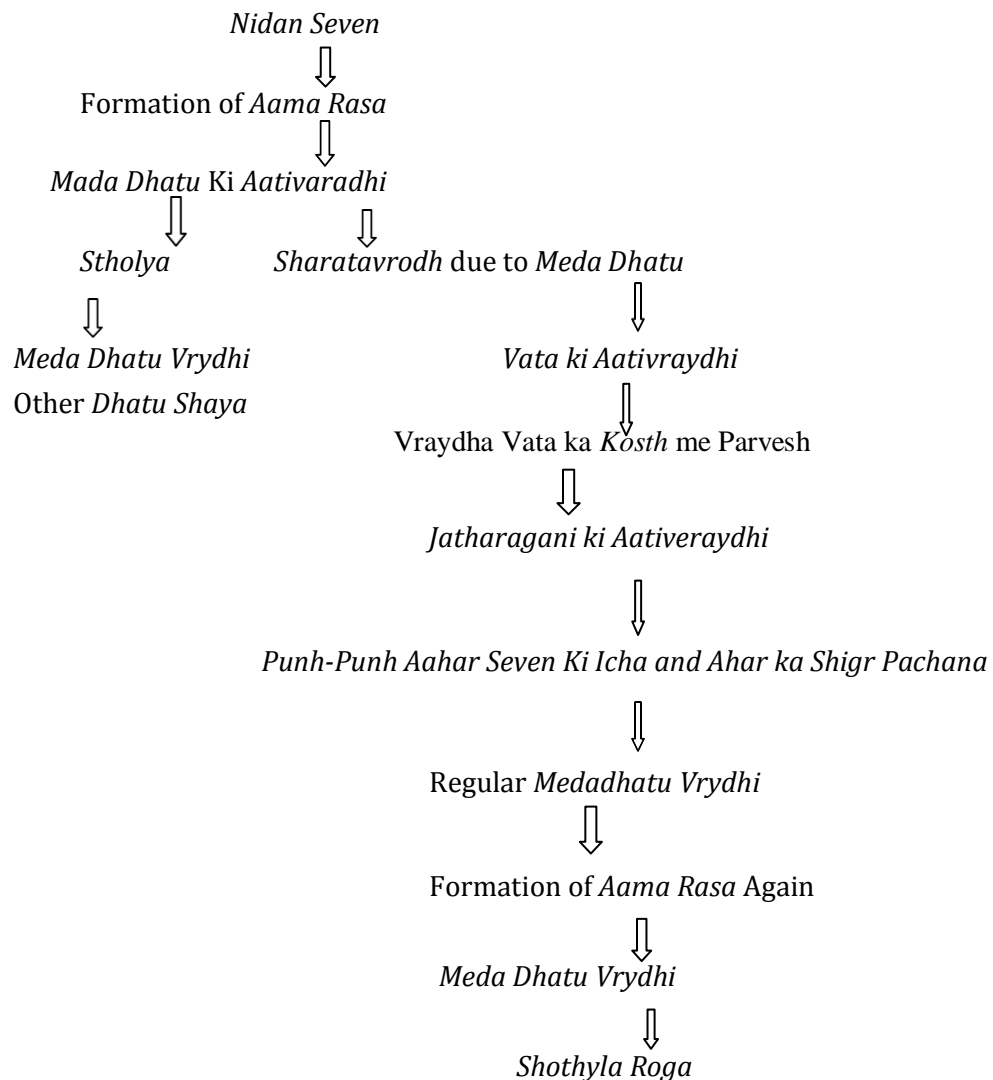 Nidan Seven
Formation of Aama Rasa
Mada Dhatu Ki Aativaradhi
Stholya
Sharatavrodh due to Meda Dhatu
Meda Dhatu Vrydhi
Other Dhatu Shaya
Vata ki Aativraydhi
Vraydha Vata ka Kosth me Parvesh
Jatharagani ki Aativeraydhi
Punh-Punh Aahar Seven Ki Icha and Ahar ka Shigr Pachana
Regular Medadhatu Vrydhi
Formation of Aama Rasa Again
Meda Dhatu Vrydhi
Shothyla Roga